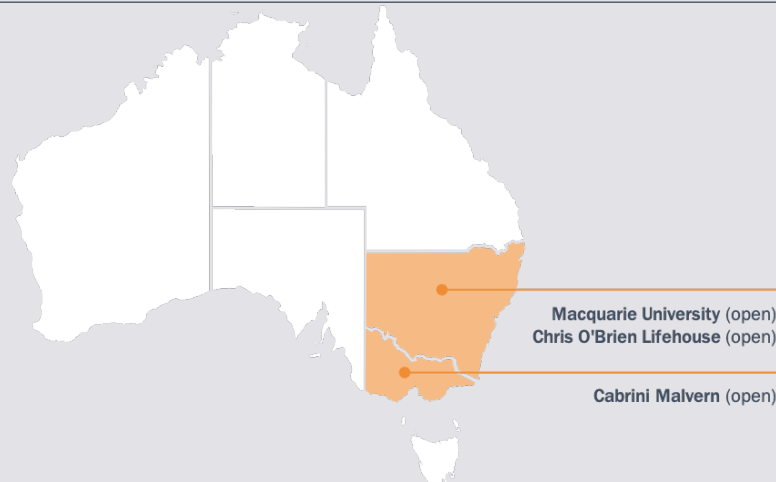 Macquarie University (open)
Chris O'Brien Lifehouse (open)
Cabrini Malvern (open)